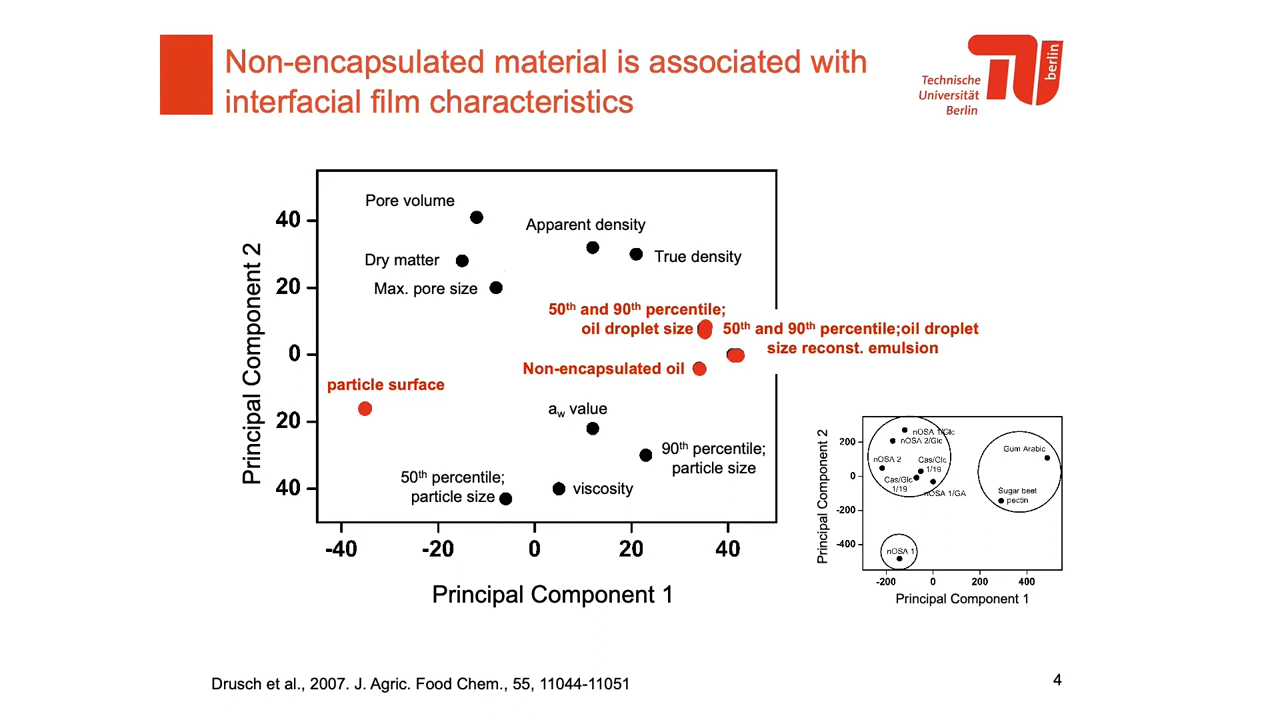 Non-encapsulated material is associated with
interfacial film characteristics
Technische
Universität
Berlin
berlin
Principal Component 2
40
20
0
20
40
-40
-20
0
20
40
Principal Component 1
Pore volume
Apparent density
Dry matter
True density
Max. pore size
50th and 90th percentile;
oil droplet size
50th and 90th percentile;oil droplet
size reconst. emulsion
Non-encapsulated oil
particle surface
aw value
90th percentile;
particle size
50th percentile;
particle size
viscosity
Principal Component 2
200
0
-200
-400
-200
0
200
400
Principal Component 1
nOSA 1/Glc
nOSA 2/Glc
nOSA 2
Cas/Glc
1/19
Cas/Glc
1/19
nOSA 1/GA
Gum Arabic
Sugar beet
pectin
nOSA 1
Drusch et al., 2007. J. Agric. Food Chem., 55, 11044-11051
4